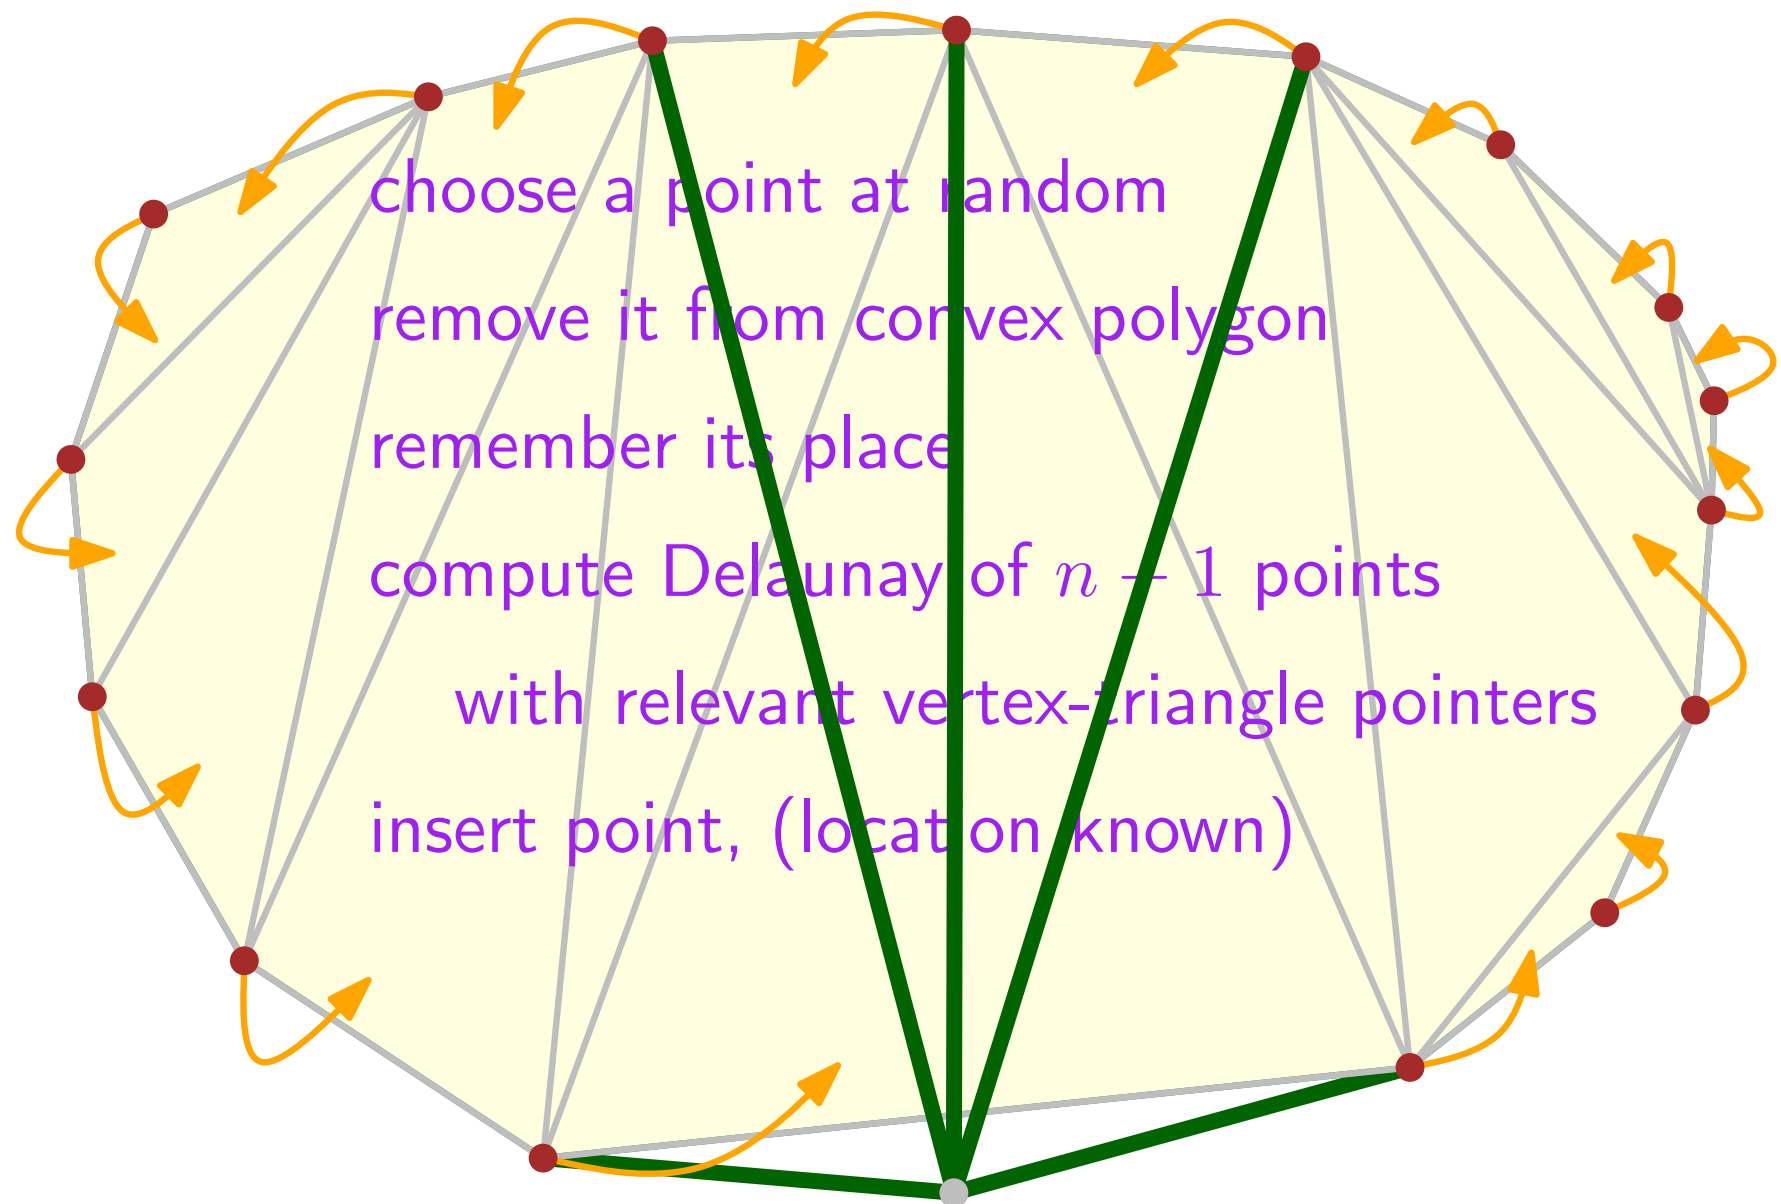 choose a point at random
remove it from convex polygon
remember its place
compute Delaunay of n − 1 points
with relevant vertex-triangle pointers
insert point, (location known)